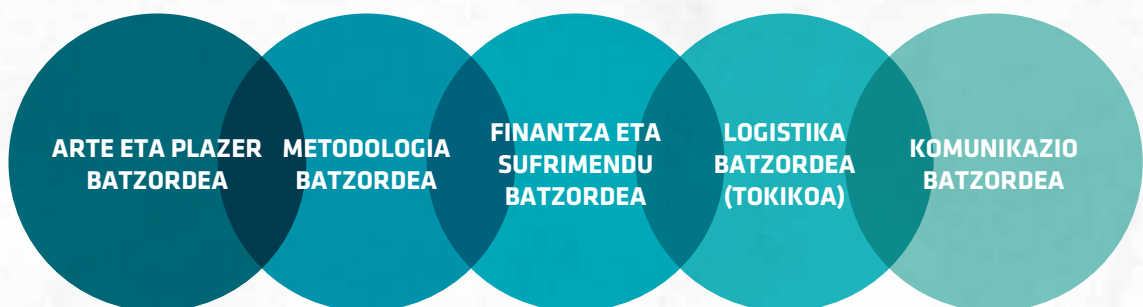 ARTE ETA PLAZER
BATZORDEA
METODOLOGIA
BATZORDEA
FINANTZA ETA
SUFRIMENDU
BATZORDEA
LOGISTIKA
BATZORDEA
(TOKIKOA)
KOMUNIKAZIO
BATZORDEA